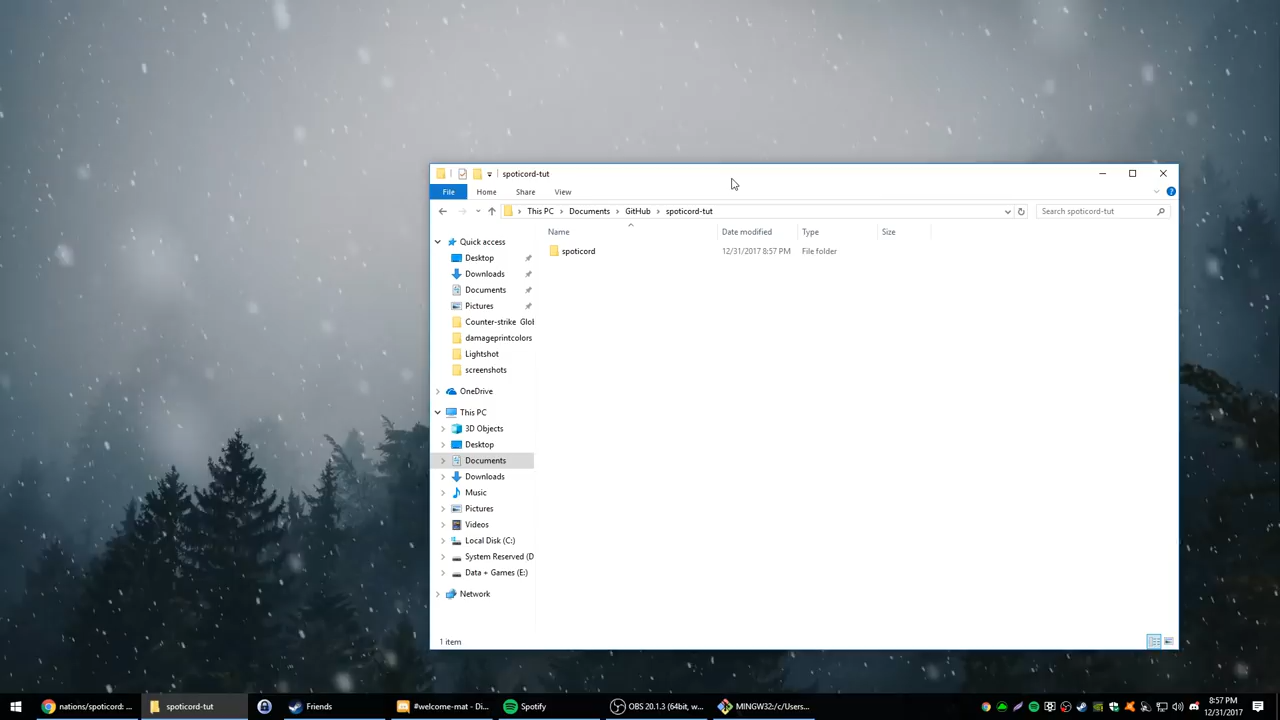 spoticord-tut
File Home Share View
This PC Documents GitHub spoticord-tut Search spoticord-tut
Name Date modified Type Size
spoticord 12/31/2017 8:57 PM File folder
Quick access
Desktop
Downloads
Documents
Pictures
Counter-strike Glob
damageprintcolors
Lightshot
screenshots
OneDrive
This PC
3D Objects
Desktop
Documents
Downloads
Music
Pictures
Videos
Local Disk (C:)
System Reserved (D
Data + Games (E:)
Network
1 item
nations/spoticord: ... spoticord-tut Friends #welcome-mat - Di... Spotify OBS 20.1.3 (64bit, w... MINGW32:/c/Users... 8:57 PM
12/31/2017